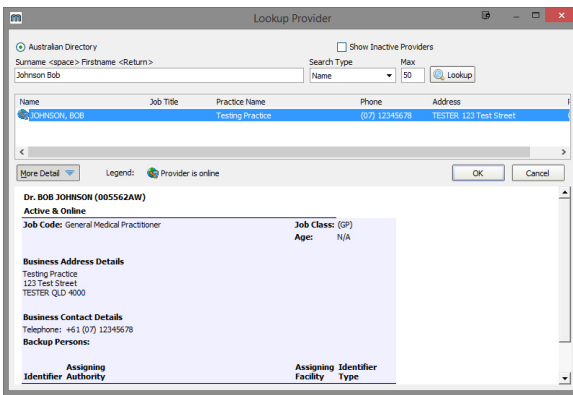 Lookup Provider
Australian Directory
Show Inactive Providers
Surname <space> Firstname <Return>
Search Type
Max
Johnson Bob
Name
50
Lookup
Name Job Title Practice Name Phone Address
JOHNSON, BOB Testing Practice (07) 12345678 TESTER 123 Test Street
More Detail
Legend:
Provider is online
OK
Cancel
Dr. BOB JOHNSON (005562AW)
Active & Online
Job Code: General Medical Practitioner
Job Class: (GP)
Age: N/A
Business Address Details
Testing Practice
123 Test Street
TESTER QLD 4000
Business Contact Details
Telephone: +61 (07) 12345678
Backup Persons:
Identifier
Assigning
Authority
Assigning
Facility
Identifier
Type